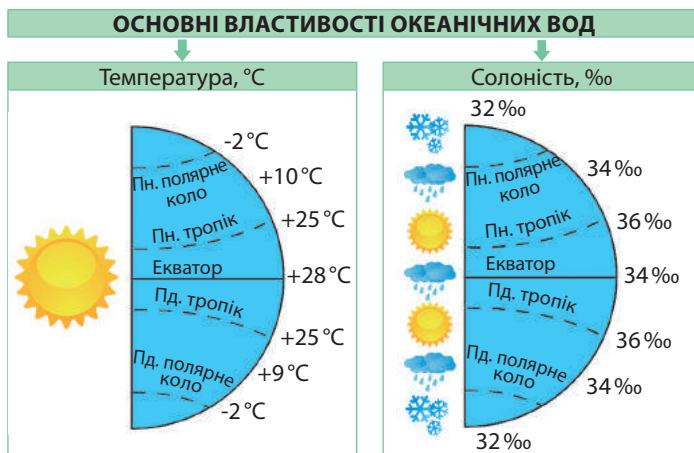 ОСНОВНІ ВЛАСТИВОСТІ ОКЕАНІЧНИХ ВОД
Температура, °С
-2 °С
Пн. полярне
коло
+10 °С
Пн. тропік
+25 °С
Екватор
+28 °С
Пд. тропік
+25 °С
Пд. полярне
коло
+9 °С
-2 °С
Солоність, ‰
32 ‰
Пн. полярне
коло
34 ‰
Пн. тропік
36 ‰
Екватор
34 ‰
Пд. тропік
36 ‰
Пд. полярне
коло
34 ‰
32 ‰